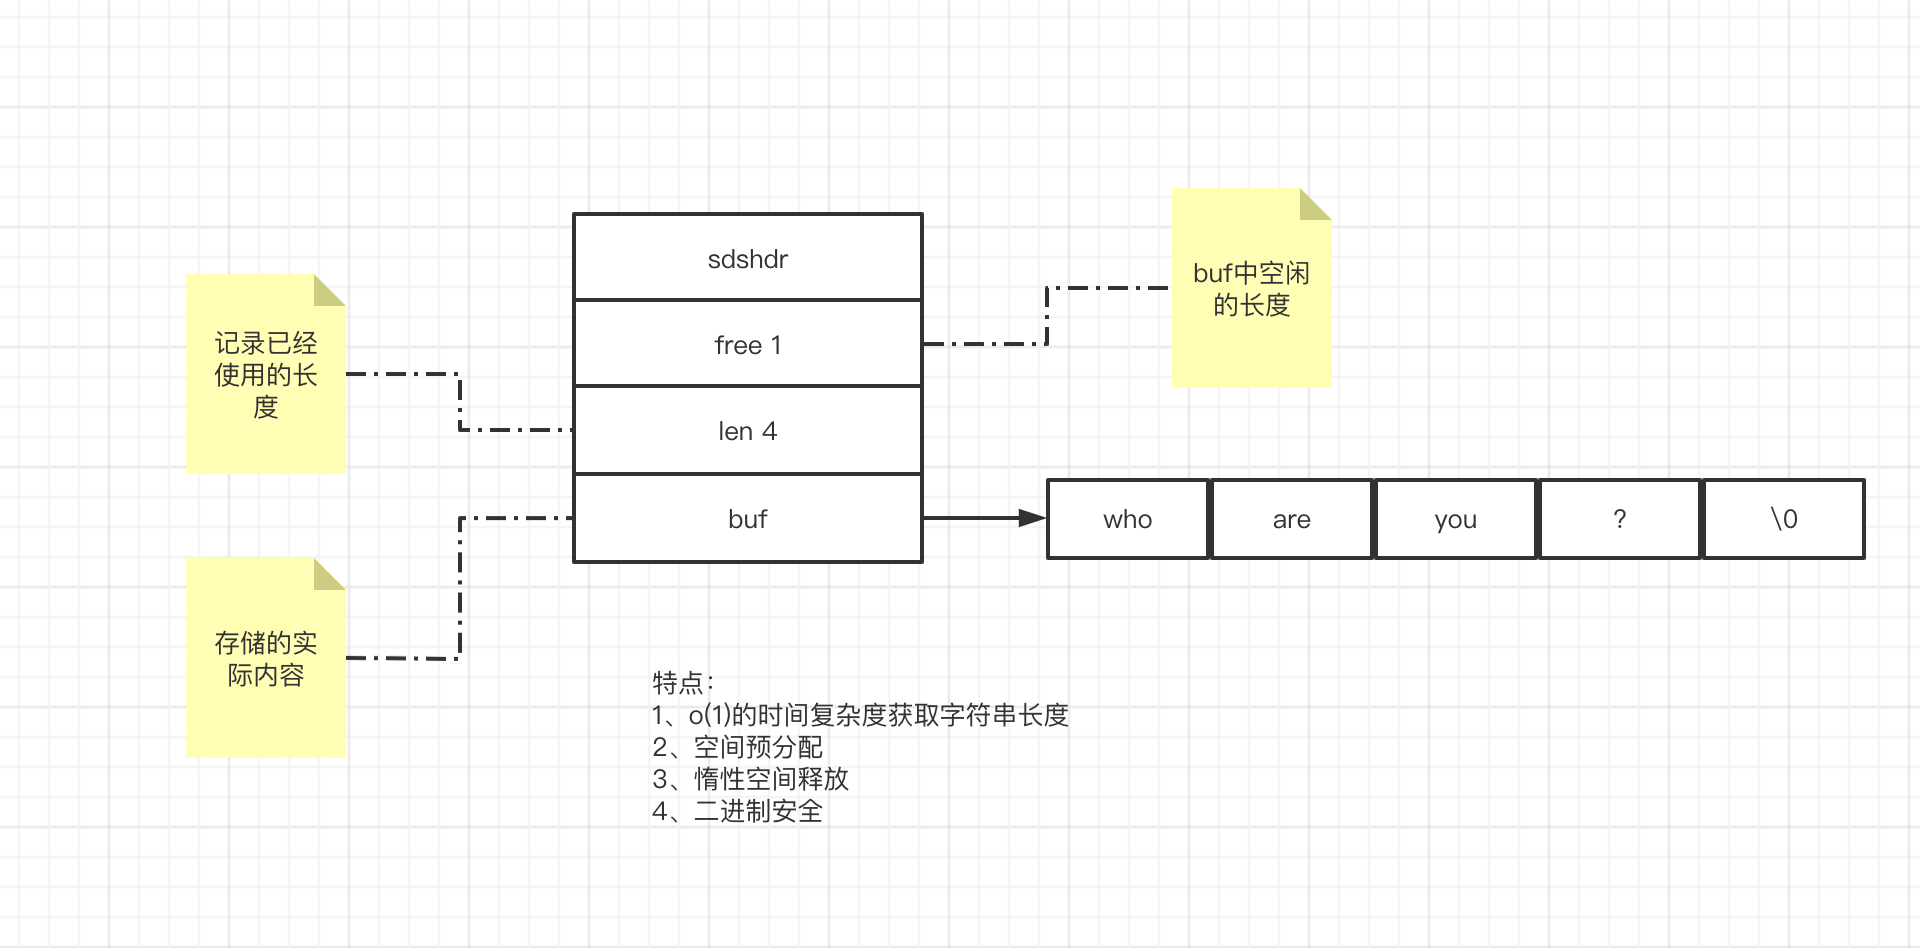 sdshdr
free 1
len 4
buf
buf中空闲
的长度
记录已经
使用的长
度
存储的实
际内容
who
are
you
?
\0
特点：
1、o(1)的时间复杂度获取字符串长度
2、空间预分配
3、惰性空间释放
4、二进制安全